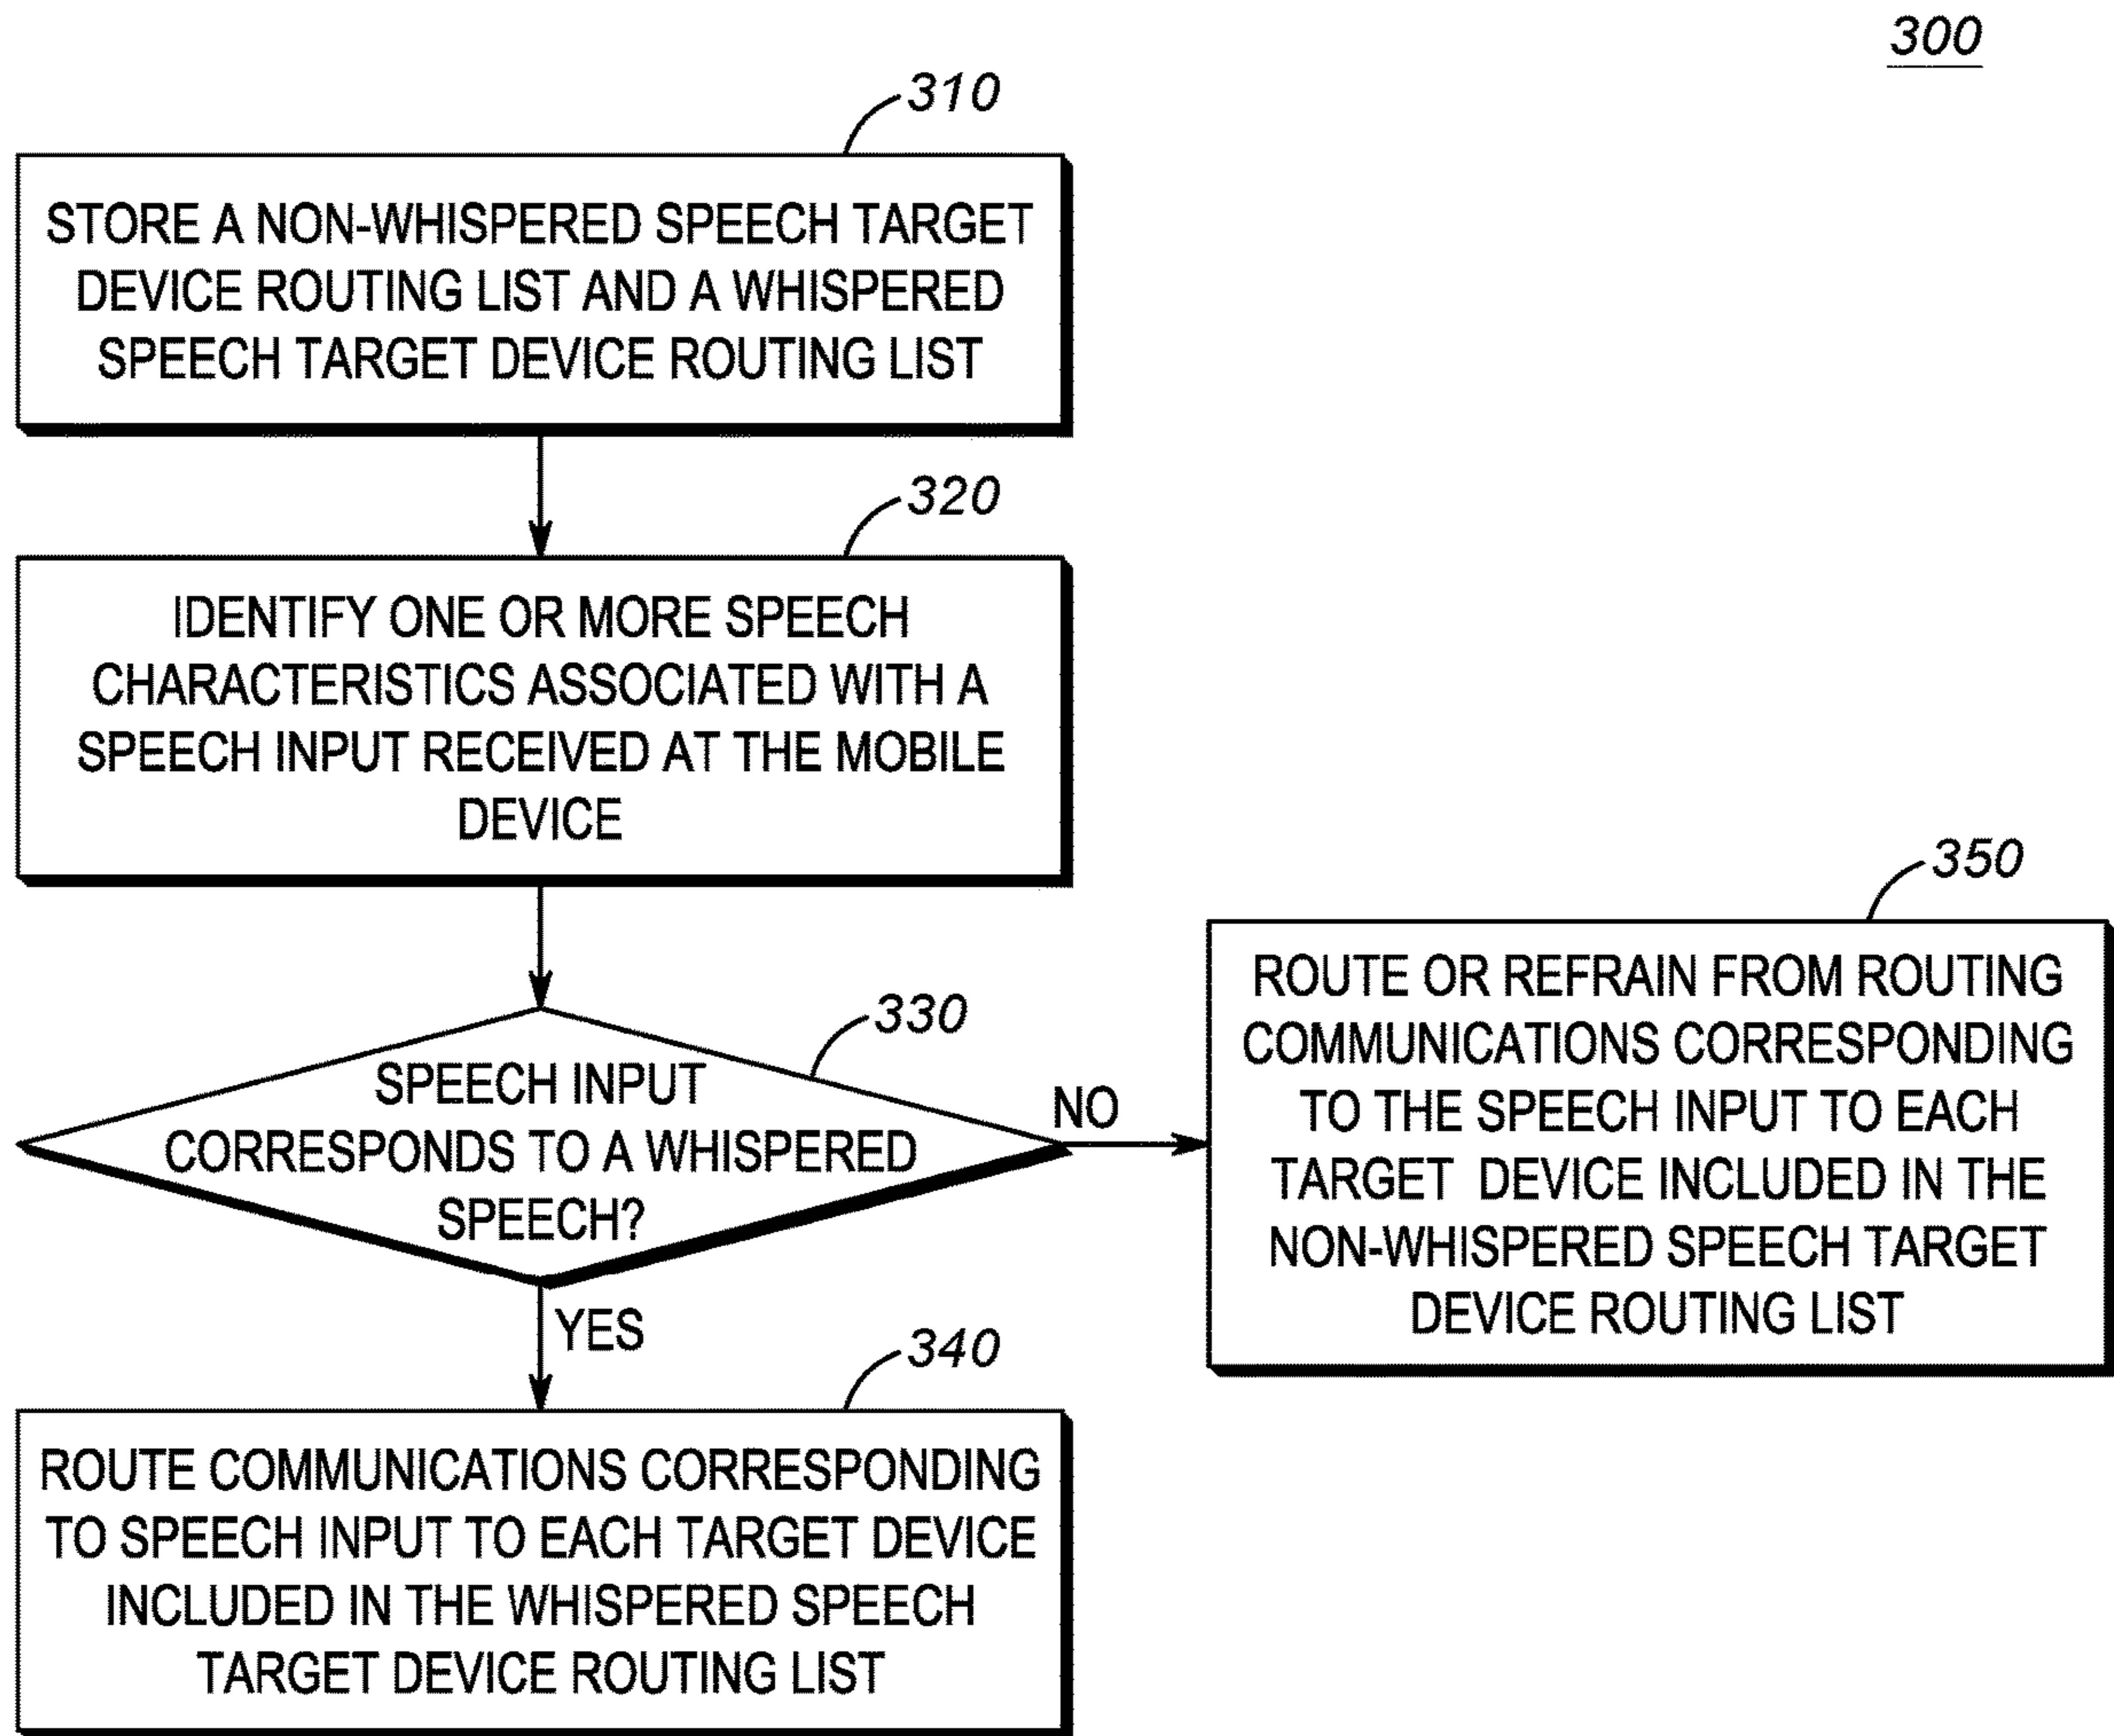 300
310
STORE A NON-WHISPERED SPEECH TARGET
DEVICE ROUTING LIST AND A WHISPERED
SPEECH TARGET DEVICE ROUTING LIST
320
IDENTIFY ONE OR MORE SPEECH
CHARACTERISTICS ASSOCIATED WITH A
SPEECH INPUT RECEIVED AT THE MOBILE
DEVICE
330
SPEECH INPUT
CORRESPONDS TO A WHISPERED
SPEECH?
NO
350
ROUTE OR REFRAIN FROM ROUTING
COMMUNICATIONS CORRESPONDING
TO THE SPEECH INPUT TO EACH
TARGET DEVICE INCLUDED IN THE
NON-WHISPERED SPEECH TARGET
DEVICE ROUTING LIST
YES
340
ROUTE COMMUNICATIONS CORRESPONDING
TO SPEECH INPUT TO EACH TARGET DEVICE
INCLUDED IN THE WHISPERED SPEECH
TARGET DEVICE ROUTING LIST